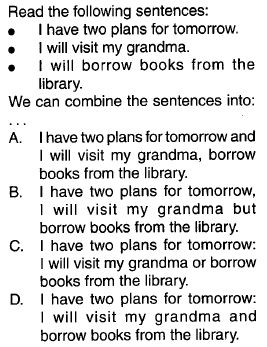 Read the following sentences:
• I have two plans for tomorrow.
• I will visit my grandma.
• I will borrow books from the
library.
We can combine the sentences into:
...
A. I have two plans for tomorrow and
I will visit my grandma, borrow
books from the library.
B. I have two plans for tomorrow,
I will visit my grandma but
borrow books from the library.
C. I have two plans for tomorrow:
I will visit my grandma or borrow
books from the library.
D. I have two plans for tomorrow:
I will visit my grandma and
borrow books from the library.